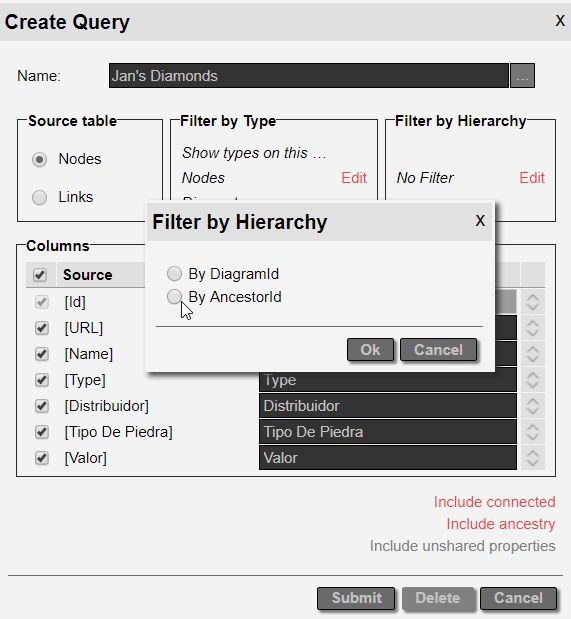 Create Query X
Name: Jan's Diamonds ...
Source table Filter by Type Filter by Hierarchy
Show types on this …
Nodes Nodes Edit No Filter Edit
Links
Filter by Hierarchy X
Columns
Source
By DiagramId
[Id]
By AncestorId
[URL]
[Name]
Ok Cancel
[Type] Type
[Distribuidor] Distribuidor
[Tipo De Piedra] Tipo De Piedra
[Valor] Valor
Include connected
Include ancestry
Include unshared properties
Submit Delete Cancel